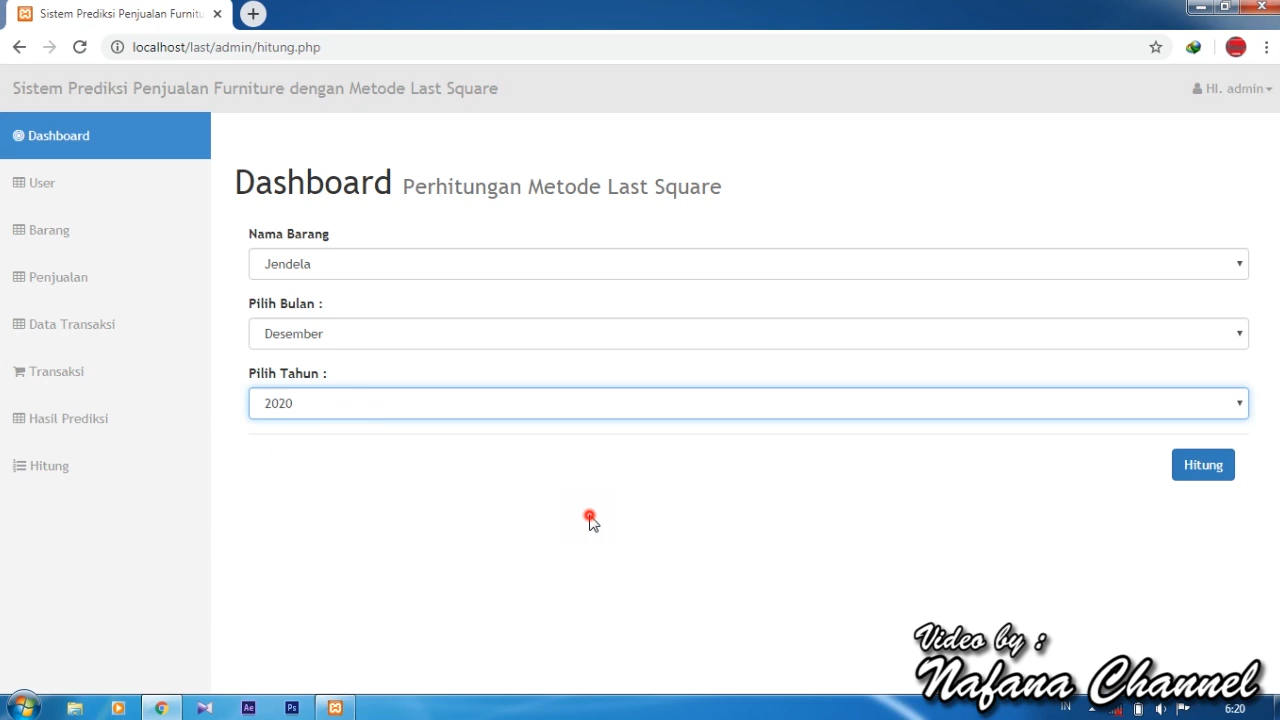 Sistem Prediksi Penjualan Furnitu
localhost/last/admin/hitung.php
Sistem Prediksi Penjualan Furniture dengan Metode Last Square
HI. admin
Dashboard
User
Barang
Penjualan
Data Transaksi
Transaksi
Hasil Prediksi
Hitung
Dashboard Perhitungan Metode Last Square
Nama Barang
Jendela
Pilih Bulan :
Desember
Pilih Tahun :
2020
Hitung
Video by :
Nafana Channel
Ae
Ps
IN
6:20